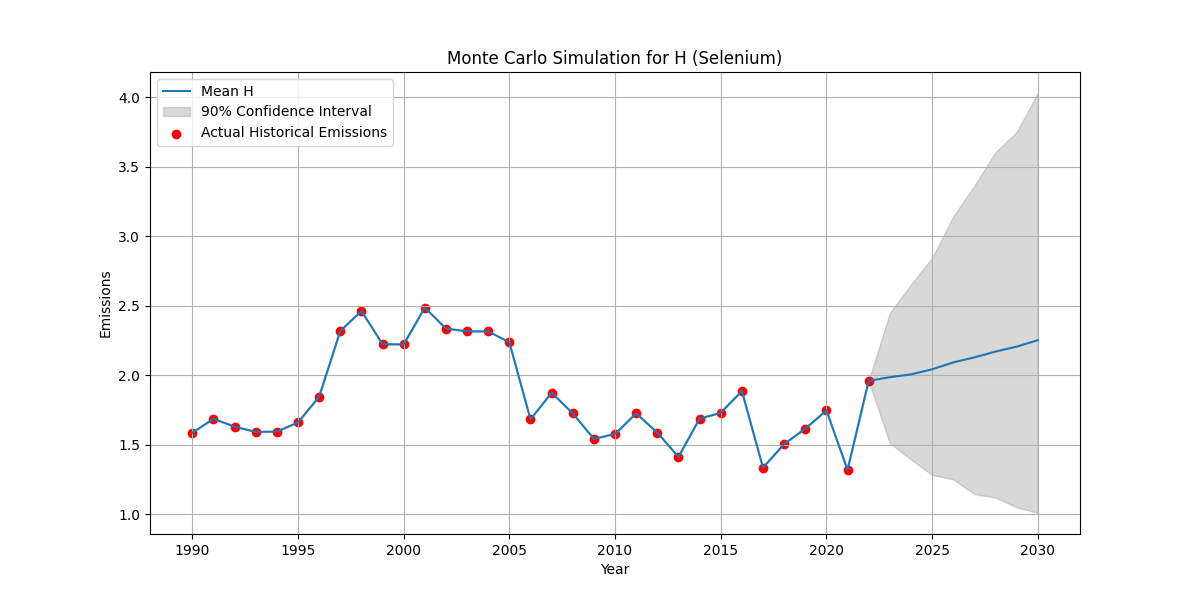 Monte Carlo Simulation for H (Selenium)
Mean H
90% Confidence Interval
Actual Historical Emissions
4.0
3.5
3.0
2.5
2.0
1.5
1.0
Emissions
1990 1995 2000 2005 2010 2015 2020 2025 2030
Year